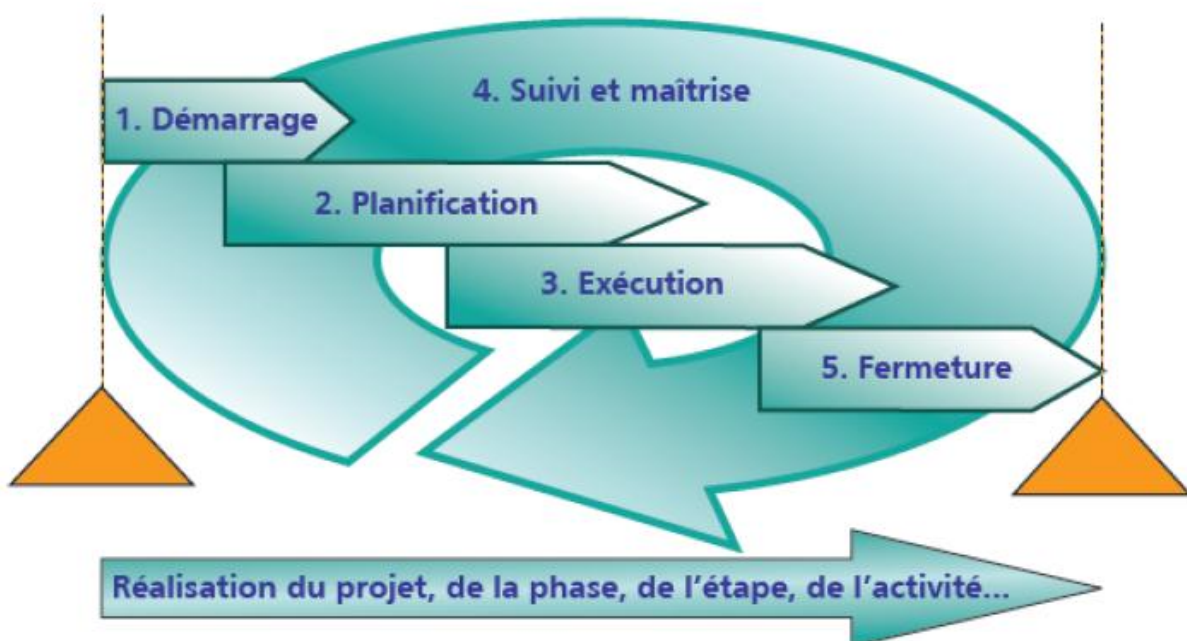 4. Suivi et maîtrise
1. Démarrage
2. Planification
3. Exécution
5. Fermeture
Réalisation du projet, de la phase, de l'étape, de l'activité...